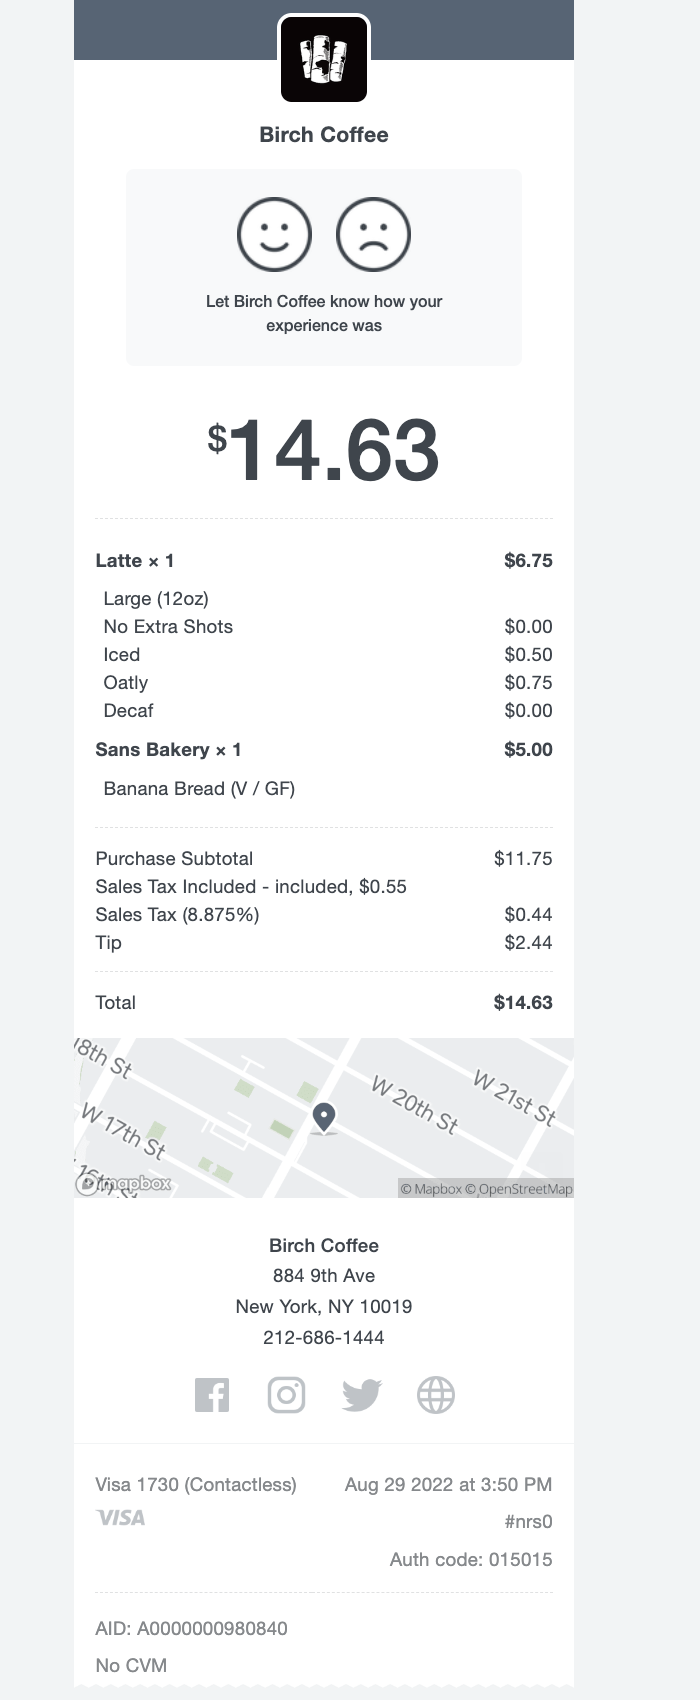 Birch Coffee
Let Birch Coffee know how your
experience was
$14.63
Latte × 1 $6.75
Large (12oz)
No Extra Shots $0.00
Iced $0.50
Oatly $0.75
Decaf $0.00
Sans Bakery × 1 $5.00
Banana Bread (V / GF)
Purchase Subtotal $11.75
Sales Tax Included - included, $0.55
Sales Tax (8.875%) $0.44
Tip $2.44
Total $14.63
18th St
W 20th St
W 21st St
W 17th St
16th St
mapbox
© Mapbox © OpenStreetMap
Birch Coffee
884 9th Ave
New York, NY 10019
212-686-1444
Visa 1730 (Contactless) Aug 29 2022 at 3:50 PM
VISA #nrs0
Auth code: 015015
AID: A0000000980840
No CVM